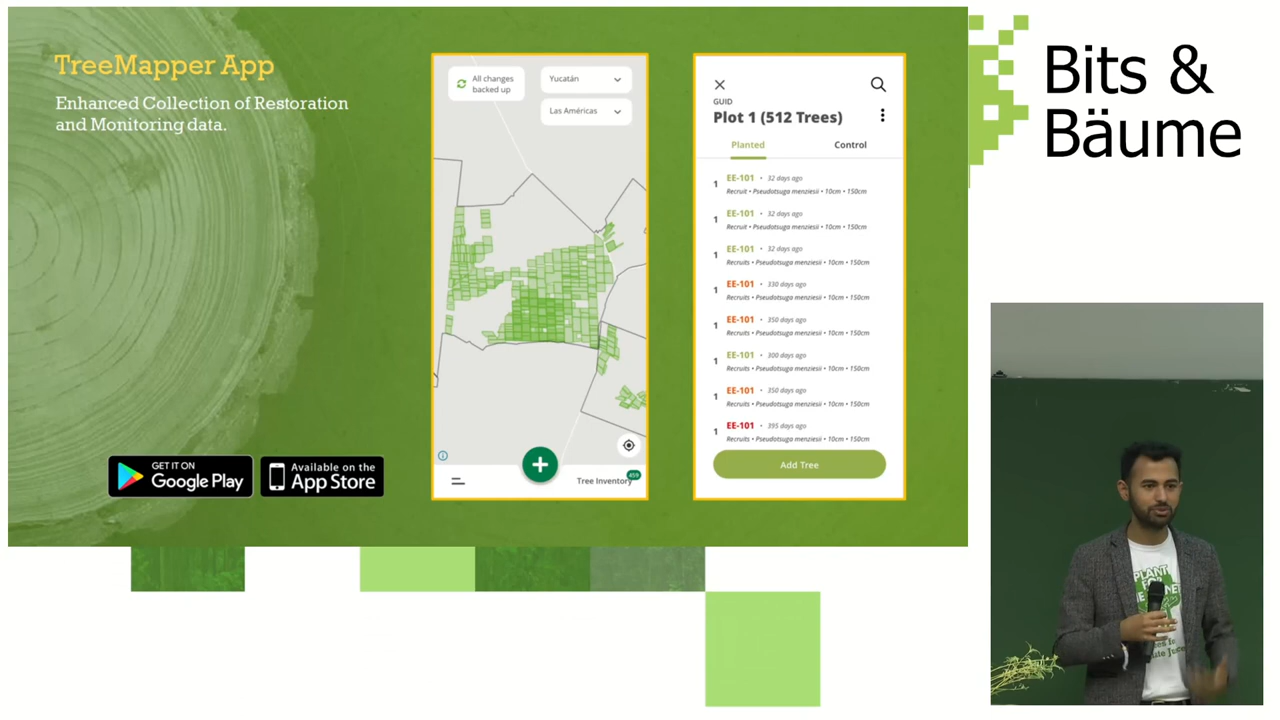 TreeMapper App
Enhanced Collection of Restoration
and Monitoring data.
GET IT ON
Google Play
Available on the
App Store
All changes
backed up
Yucatán
Las Américas
Tree Inventory
459
GUID
Plot 1 (512 Trees)
Planted
Control
1 EE-101 • 32 days ago
Recruit • Pseudotsuga menziesii • 10cm • 150cm
1 EE-101 • 32 days ago
Recruit • Pseudotsuga menziesii • 10cm • 150cm
1 EE-101 • 32 days ago
Recruits • Pseudotsuga menziesii • 10cm • 150cm
1 EE-101 • 330 days ago
Recruits • Pseudotsuga menziesii • 10cm • 150cm
1 EE-101 • 350 days ago
Recruits • Pseudotsuga menziesii • 10cm • 150cm
1 EE-101 • 300 days ago
Recruits • Pseudotsuga menziesii • 10cm • 150cm
1 EE-101 • 350 days ago
Recruits • Pseudotsuga menziesii • 10cm • 150cm
1 EE-101 • 395 days ago
Recruits • Pseudotsuga menziesii • 10cm • 150cm
Add Tree
Bits &
Bäume
PLANT
FOR